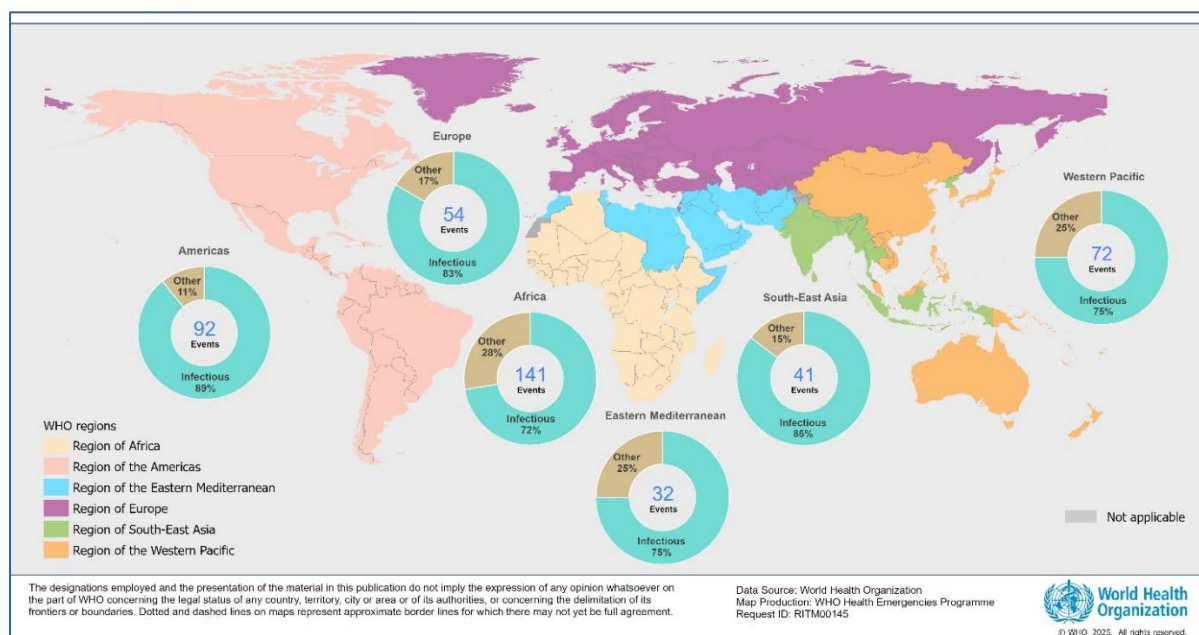 Europe
Other
17%
54
Events
Infectious
83%
Western Pacific
Other
25%
72
Events
Infectious
75%
Americas
Other
11%
92
Events
Infectious
89%
Africa
Other
28%
141
Events
Infectious
72%
South-East Asia
Other
15%
41
Events
Infectious
85%
Eastern Mediterranean
Other
25%
32
Events
Infectious
75%
WHO regions
Region of Africa
Region of the Americas
Region of the Eastern Mediterranean
Region of Europe
Region of South-East Asia
Region of the Western Pacific
Not applicable
The designations employed and the presentation of the material in this publication do not imply the expression of any opinion whatsoever on
the part of WHO concerning the legal status of any country, territory, city or area or of its authorities, or concerning the delimitation of its
frontiers or boundaries. Dotted and dashed lines on maps represent approximate border lines for which there may not yet be full agreement.
Data Source: World Health Organization
Map Production: WHO Health Emergencies Programme
Request ID: RITM00145
World Health
Organization
© WHO 2025. All rights reserved.